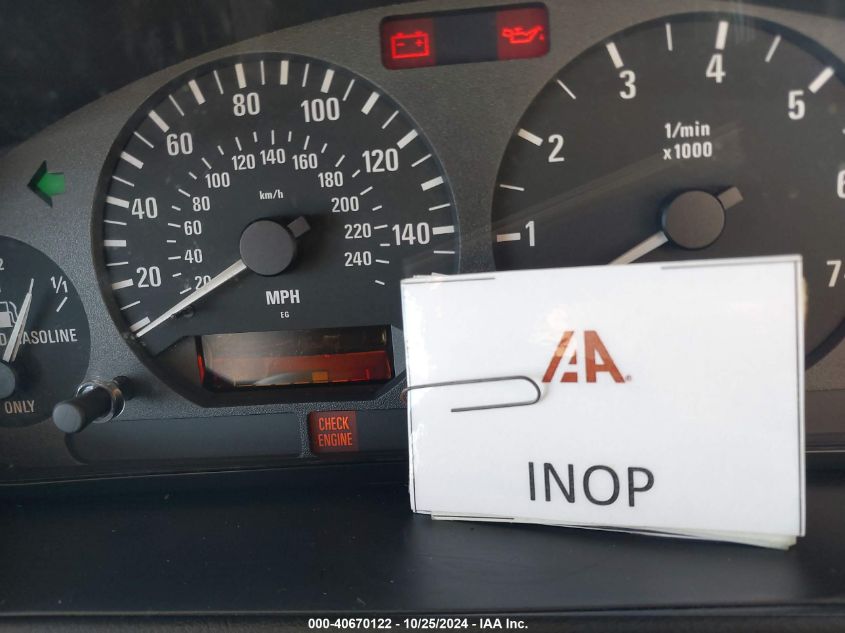 20 40 60 80 100 120 140
20 40 60 80 100 120 140 160 180 200 220 240
km/h
MPH
EG
1 2 3 4 5 6 7
1/min
x1000
1/1
GASOLINE
ONLY
CHECK
ENGINE
IAA
INOP
000-40670122 - 10/25/2024 - IAA Inc.